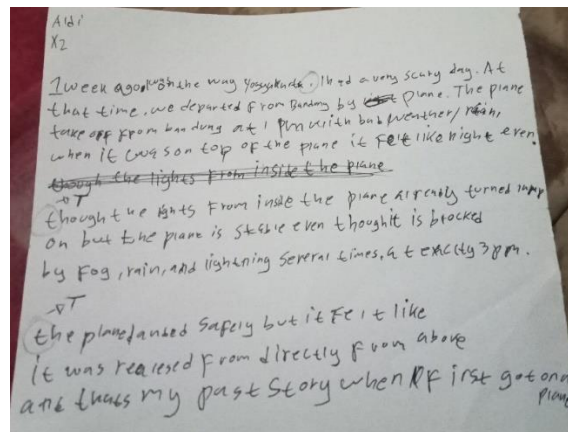 Aldi
X2
1 week ago on the way Yogyakarta, I had a very scary day. At
that time, we departed from Bandung by plane. The plane
take off from bandung at 1 pm with bab weather/rain,
when it was on top of the plane it felt like night even
though the lights from inside the plane
T
though the lights from inside the plane already turned
on but the plane is stable even though it is blocked
by fog, rain, and lightning several times, at exactly 3 pm.
T
the plane landed safely but it felt like
it was realesed from directly from above
and thats my past story when I first got on a
plane